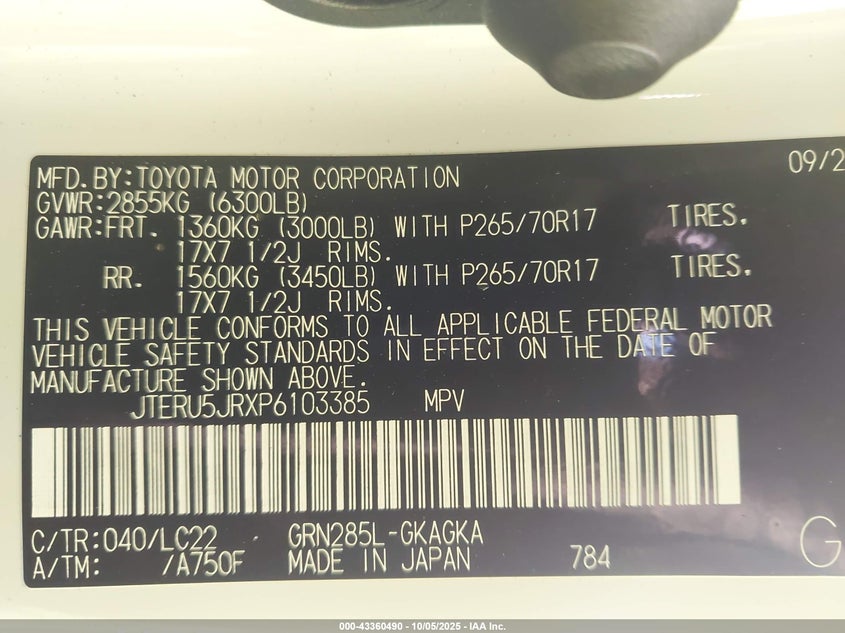 09/2
MFD.BY:TOYOTA MOTOR CORPORATION
GVWR:2855KG (6300LB)
GAWR:FRT. 1360KG (3000LB) WITH P265/70R17 TIRES.
17X7 1/2J RIMS.
RR. 1560KG (3450LB) WITH P265/70R17 TIRES.
17X7 1/2J RIMS.
THIS VEHICLE CONFORMS TO ALL APPLICABLE FEDERAL MOTOR
VEHICLE SAFETY STANDARDS IN EFFECT ON THE DATE OF
MANUFACTURE SHOWN ABOVE.
JTERU5JRXP6103385 MPV
C/TR:040/LC22 GRN285L-GKAGKA
A/TM: /A750F MADE IN JAPAN 784
G
000-43360490 - 10/05/2025 - IAA Inc.